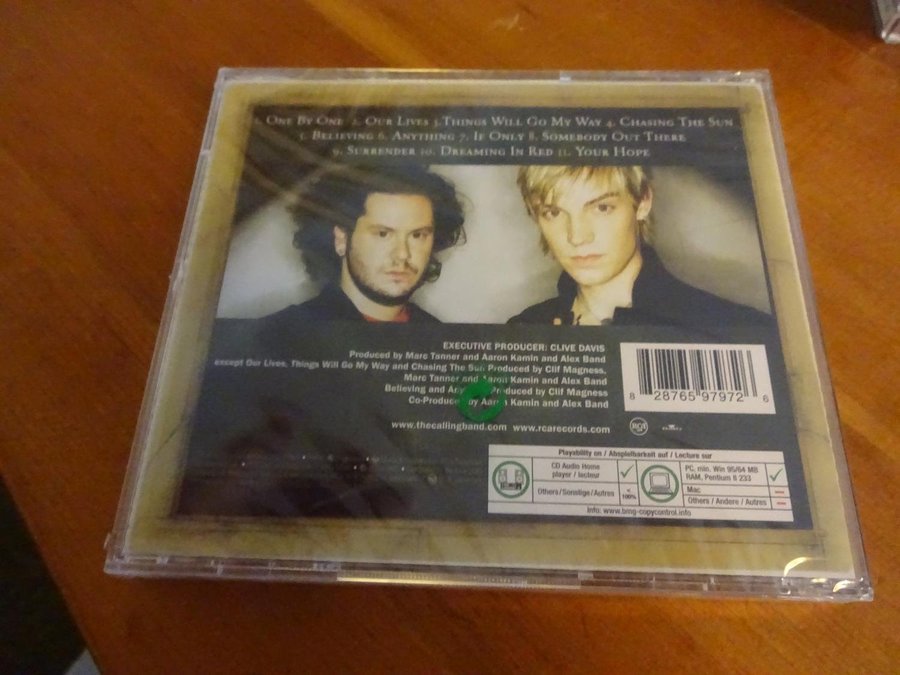 1. One By One 2. Our Lives 3. Things Will Go My Way 4. Chasing The Sun
5. Believing 6. Anything 7. If Only 8. Somebody Out There
9. Surrender 10. Dreaming In Red 11. Your Hope
EXECUTIVE PRODUCER: CLIVE DAVIS
Produced by Marc Tanner and Aaron Kamin and Alex Band
except Our Lives, Things Will Go My Way and Chasing The Sun Produced by Clif Magness,
Marc Tanner and Aaron Kamin and Alex Band
Believing and Produced by Clif Magness
Co-Produced by Aaron Kamin and Alex Band
8 28765 97972 6
www.thecallingband.com www.rcarecords.com
RCA
Playability on / Abspielbarkeit auf / Lecture sur
CD Audio Home
player / lecteur
Others/Sonstige/Autres
100%
PC, min. Win 95/64 MB
RAM, Pentium II 233
Mac
Others / Andere / Autres
info: www.bmg-copycontrol.info